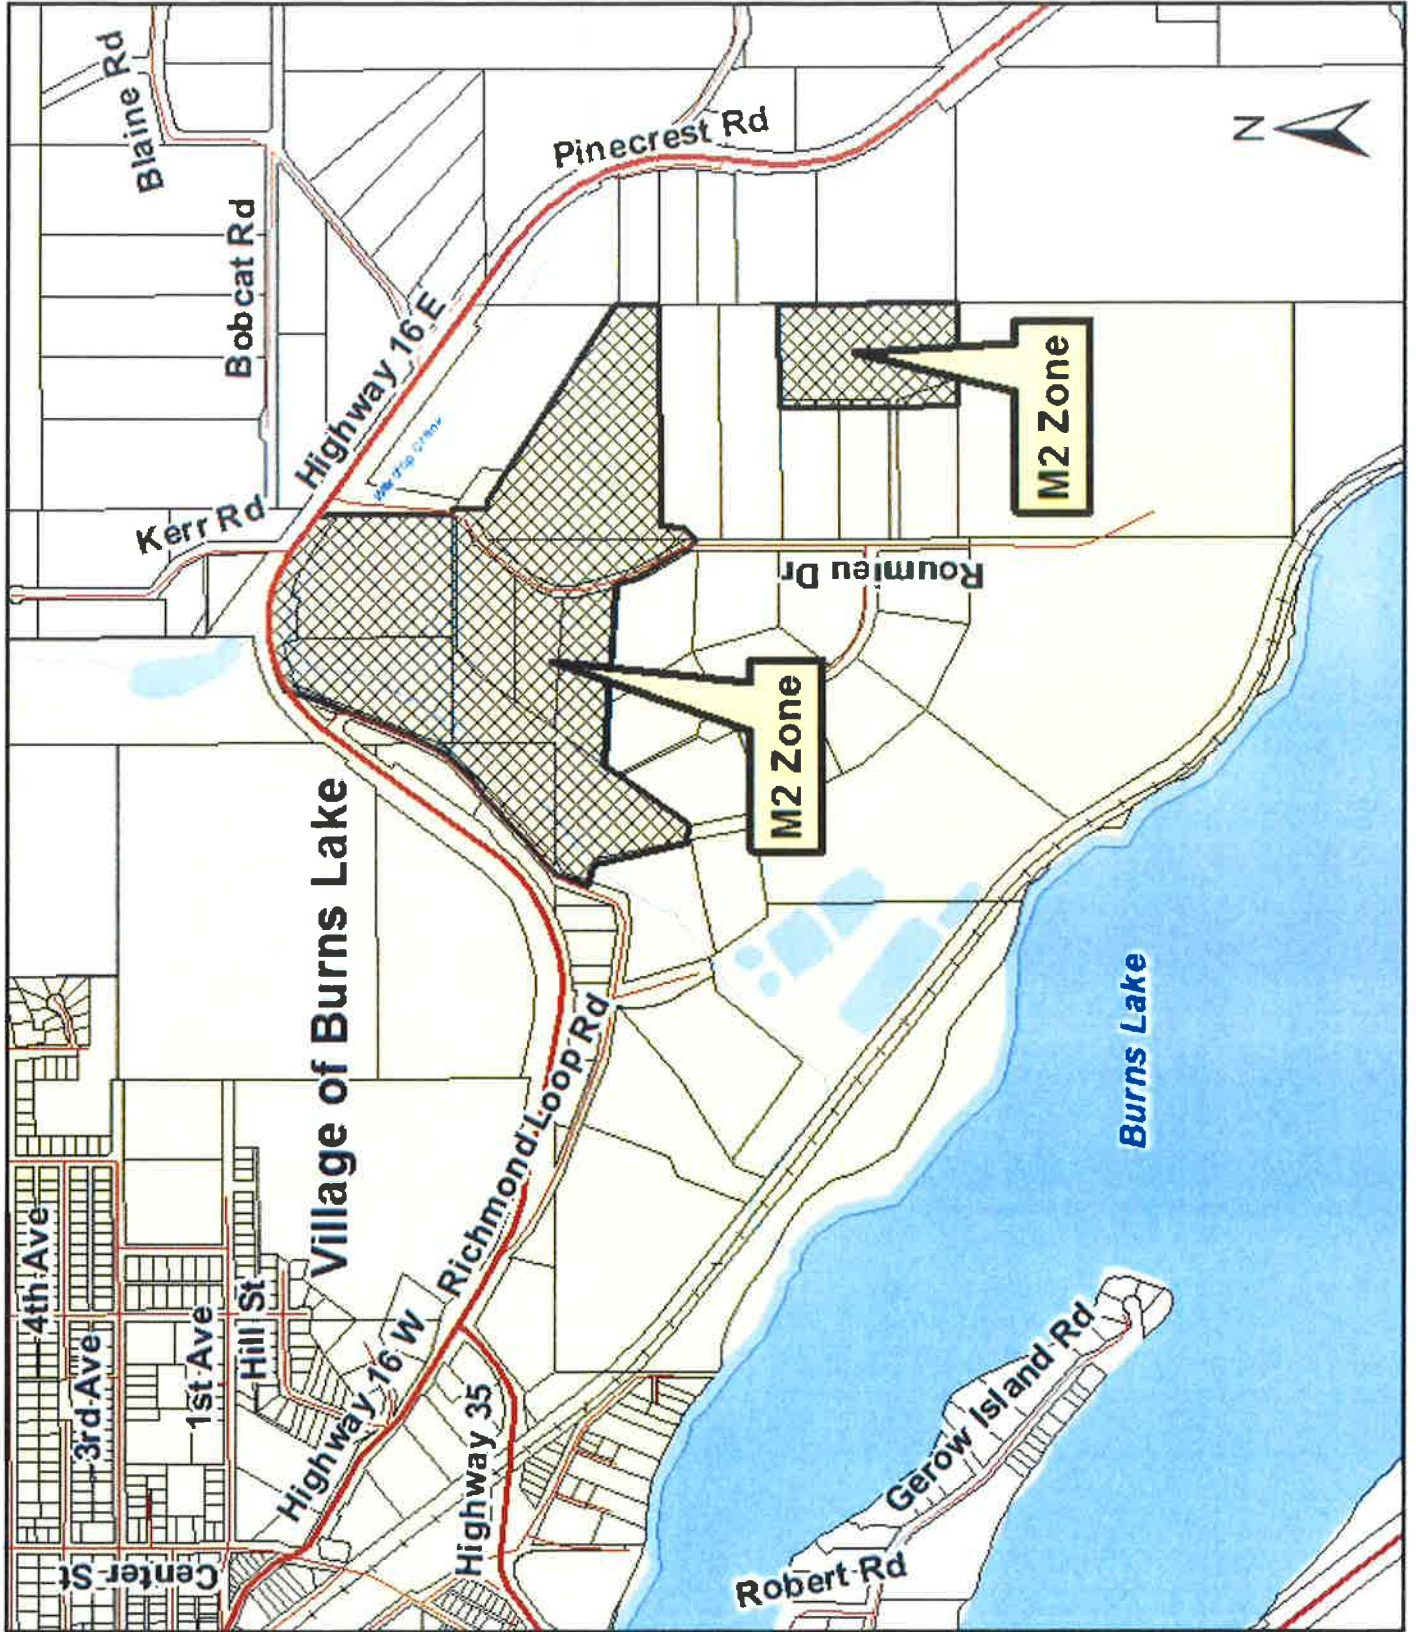 4th Ave
3rd Ave
1st Ave
Hill St
Center St
Highway 16 W
Highway 35
Richmond Loop Rd
Village of Burns Lake
Kerr Rd
Highway 16 E
Bobcat Rd
Blaine Rd
Pinecrest Rd
Roumieu Dr
M2 Zone
M2 Zone
Robert Rd
Gerow Island Rd
Burns Lake
N